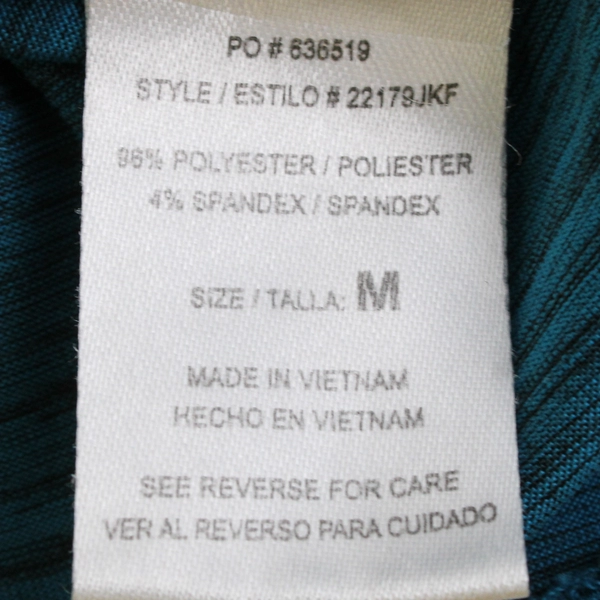 PO # 636519
STYLE / ESTILO # 22179JKF
96% POLYESTER / POLIESTER
4% SPANDEX / SPANDEX
SIZE / TALLA: M
MADE IN VIETNAM
HECHO EN VIETNAM
SEE REVERSE FOR CARE
VER AL REVERSO PARA CUIDADO